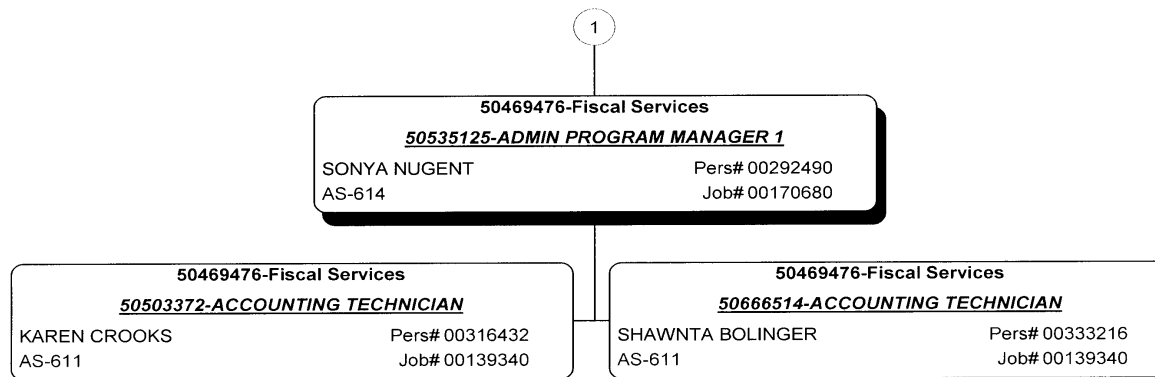 1
50469476-Fiscal Services
50535125-ADMIN PROGRAM MANAGER 1
SONYA NUGENT Pers# 00292490
AS-614 Job# 00170680
50469476-Fiscal Services
50503372-ACCOUNTING TECHNICIAN
KAREN CROOKS Pers# 00316432
AS-611 Job# 00139340
50469476-Fiscal Services
50666514-ACCOUNTING TECHNICIAN
SHAWNTA BOLINGER Pers# 00333216
AS-611 Job# 00139340